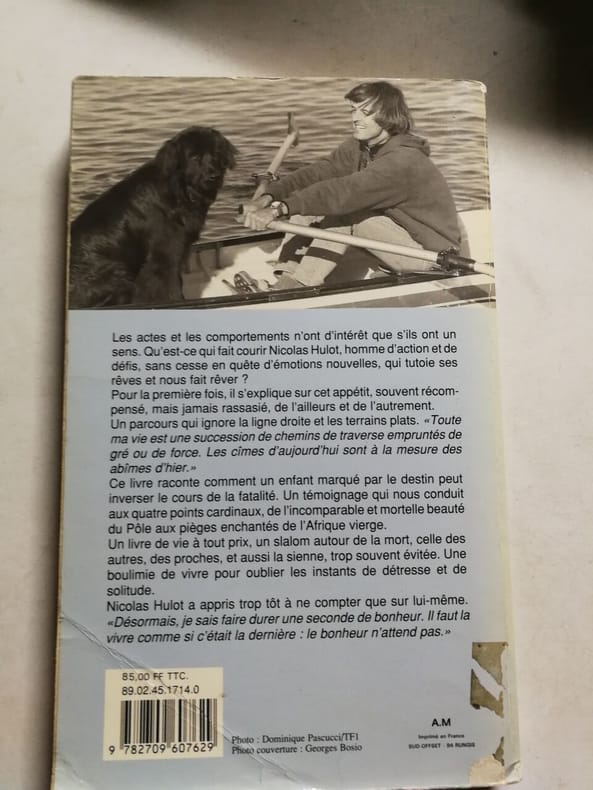 Les actes et les comportements n'ont d'intérêt que s'ils ont un
sens. Qu'est-ce qui fait courir Nicolas Hulot, homme d'action et de
défis, sans cesse en quête d'émotions nouvelles, qui tutoie ses
rêves et nous fait rêver ?
Pour la première fois, il s'explique sur cet appétit, souvent récom-
pensé, mais jamais rassasié, de l'ailleurs et de l'autrement.
Un parcours qui ignore la ligne droite et les terrains plats. «Toute
ma vie est une succession de chemins de traverse empruntés de
gré ou de force. Les cîmes d'aujourd'hui sont à la mesure des
abîmes d'hier.»
Ce livre raconte comment un enfant marqué par le destin peut
inverser le cours de la fatalité. Un témoignage qui nous conduit
aux quatre points cardinaux, de l'incomparable et mortelle beauté
du Pôle aux pièges enchantés de l'Afrique vierge.
Un livre de vie à tout prix, un slalom autour de la mort, celle des
autres, des proches, et aussi la sienne, trop souvent évitée. Une
boulimie de vivre pour oublier les instants de détresse et de
solitude.
Nicolas Hulot a appris trop tôt à ne compter que sur lui-même.
«Désormais, je sais faire durer une seconde de bonheur. Il faut la
vivre comme si c'était la dernière : le bonheur n'attend pas.»
85,00 FF TTC.
89.02.45.1714.0
9 782709 607629
Photo : Dominique Pascucci/TF1
Photo couverture : Georges Bosio
A.M
Imprimé en France
SUD OFFSET - 94 RUNGIS